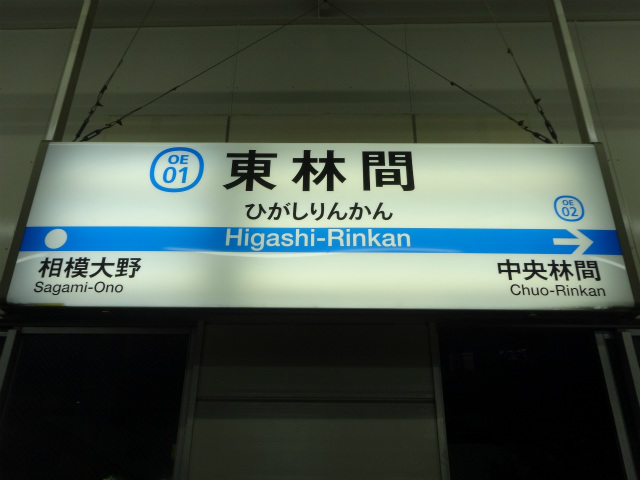 OE
01
東林間
ひがしりんかん
OE
02
Higashi-Rinkan
相模大野
Sagami-Ono
中央林間
Chuo-Rinkan